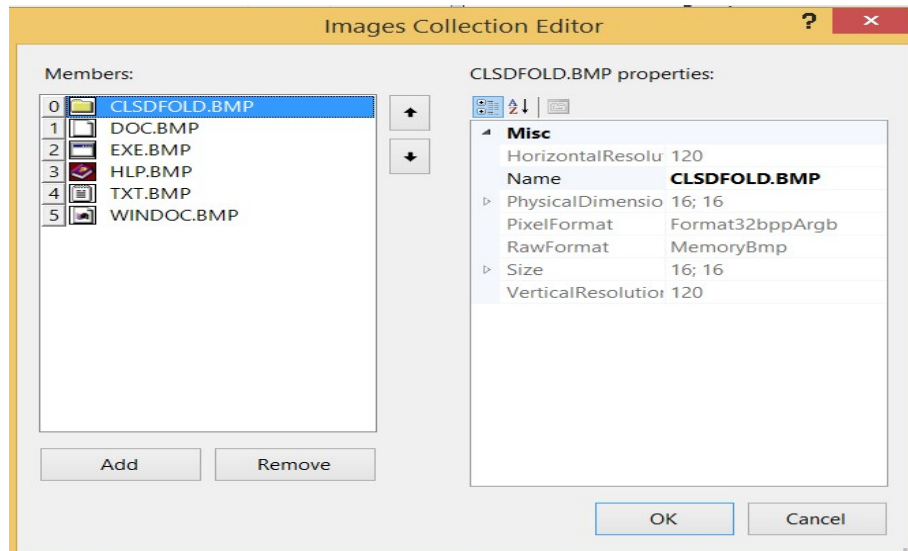 Images Collection Editor
?
Members:
0 CLSDFOLD.BMP
1 DOC.BMP
2 EXE.BMP
3 HLP.BMP
4 TXT.BMP
5 WINDOC.BMP
Add Remove
CLSDFOLD.BMP properties:
Misc
HorizontalResolu 120
Name CLSDFOLD.BMP
PhysicalDimensio 16; 16
PixelFormat Format32bppArgb
RawFormat MemoryBmp
Size 16; 16
VerticalResolution 120
OK Cancel